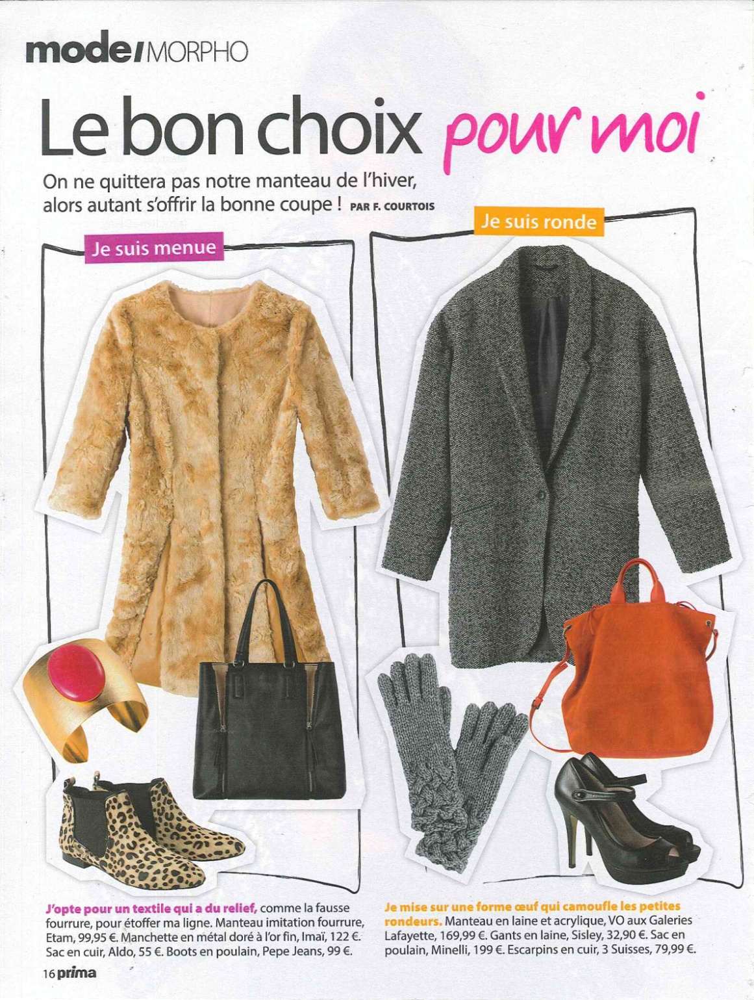 mode/MORPHO
Le bon choix pour moi
On ne quittera pas notre manteau de l'hiver,
alors autant s'offrir la bonne coupe ! PAR F. COURTOIS
Je suis menue
Je suis ronde
J'opte pour un textile qui a du relief, comme la fausse
fourrure, pour étoffer ma ligne. Manteau imitation fourrure,
Etam, 99,95 €. Manchette en métal doré à l'or fin, Imaï, 122 €.
Sac en cuir, Aldo, 55 €. Boots en poulain, Pepe Jeans, 99 €.
Je mise sur une forme œuf qui camoufle les petites
rondeurs. Manteau en laine et acrylique, VO aux Galeries
Lafayette, 169,99 €. Gants en laine, Sisley, 32,90 €. Sac en
poulain, Minelli, 199 €. Escarpins en cuir, 3 Suisses, 79,99 €.
16 prima